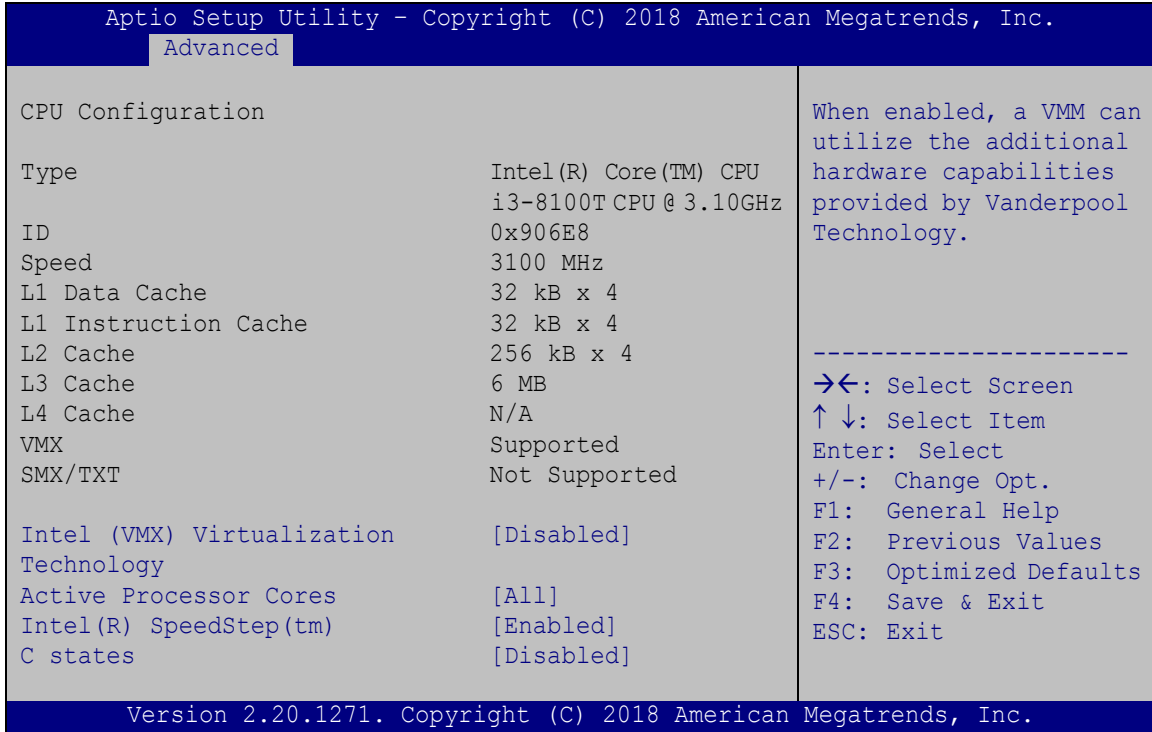 Aptio Setup Utility – Copyright (C) 2018 American Megatrends, Inc.
Advanced
CPU Configuration
Type Intel(R) Core(TM) CPU
i3-8100T CPU @ 3.10GHz
ID 0x906E8
Speed 3100 MHz
L1 Data Cache 32 kB x 4
L1 Instruction Cache 32 kB x 4
L2 Cache 256 kB x 4
L3 Cache 6 MB
L4 Cache N/A
VMX Supported
SMX/TXT Not Supported
Intel (VMX) Virtualization [Disabled]
Technology
Active Processor Cores [All]
Intel(R) SpeedStep(tm) [Enabled]
C states [Disabled]
When enabled, a VMM can
utilize the additional
hardware capabilities
provided by Vanderpool
Technology.
----------------------
→←: Select Screen
↑ ↓: Select Item
Enter: Select
+/-: Change Opt.
F1: General Help
F2: Previous Values
F3: Optimized Defaults
F4: Save & Exit
ESC: Exit
Version 2.20.1271. Copyright (C) 2018 American Megatrends, Inc.